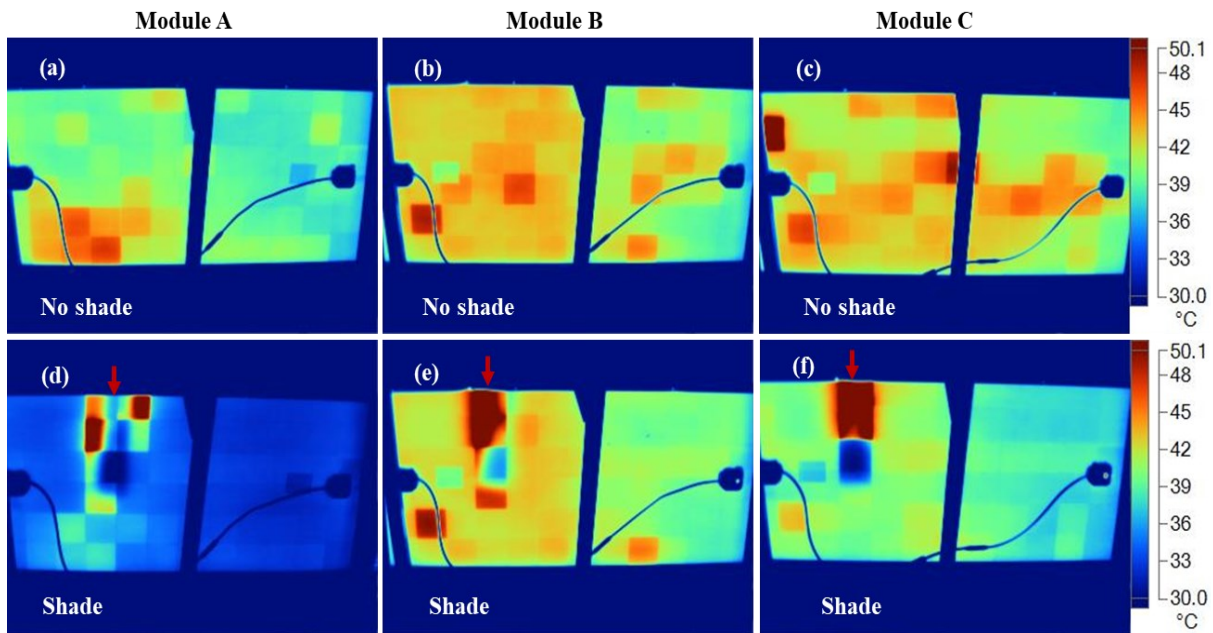 Module A
Module B
Module C
(a)
(b)
(c)
50.1
48
45
42
39
36
33
30.0
°C
No shade
No shade
No shade
(d)
(e)
(f)
50.1
48
45
42
39
36
33
30.0
°C
Shade
Shade
Shade